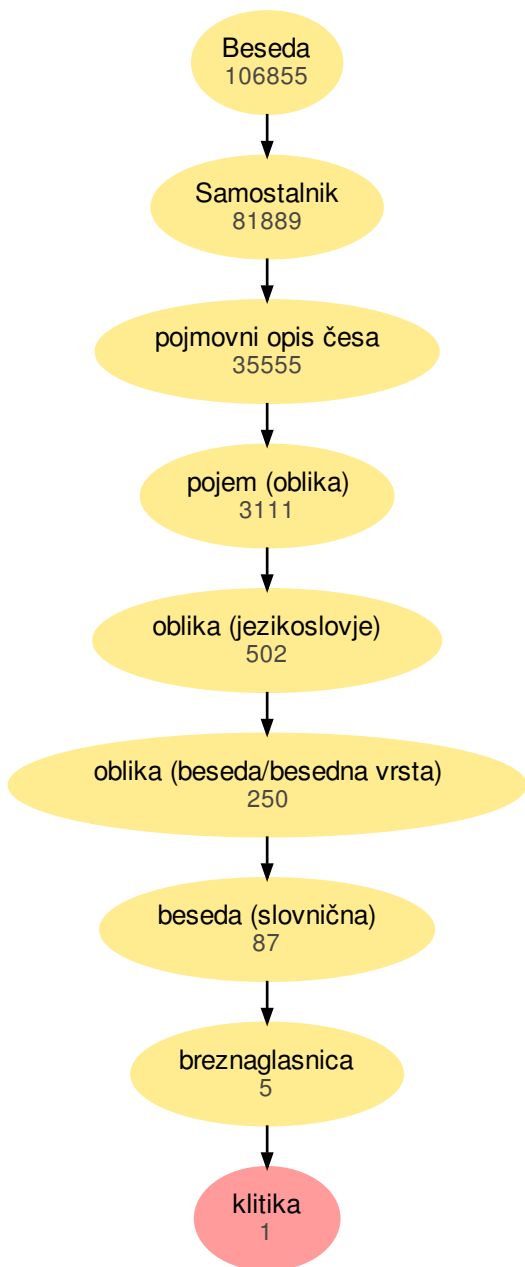 Beseda
106855
Samostalnik
81889
pojmovni opis česa
35555
pojem (oblika)
3111
oblika (jezikoslovje)
502
oblika (beseda/besedna vrsta)
250
beseda (slovnična)
87
breznaglasnica
5
klitika
1